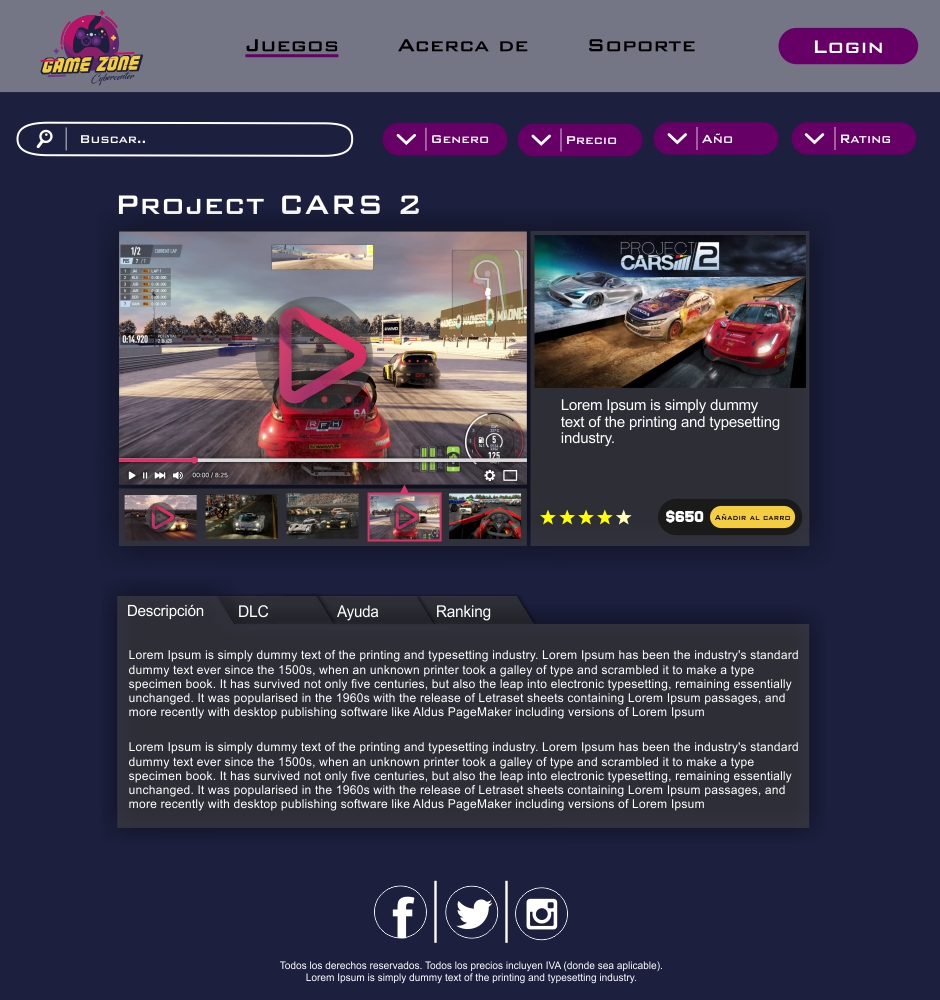 GAME ZONE
Cybercenter
Juegos
Acerca de
Soporte
Login
Buscar..
Genero
Precio
Año
Rating
Project CARS 2
1/2
CURRENT LAP
0:14.920
MADNESS
64
5
125
00:00 / 6:25
PROJECT
CARS 2
Lorem Ipsum is simply dummy
text of the printing and typesetting
industry.
$650
Añadir al carro
Descripción
DLC
Ayuda
Ranking
Lorem Ipsum is simply dummy text of the printing and typesetting industry. Lorem Ipsum has been the industry's standard
dummy text ever since the 1500s, when an unknown printer took a galley of type and scrambled it to make a type
specimen book. It has survived not only five centuries, but also the leap into electronic typesetting, remaining essentially
unchanged. It was popularised in the 1960s with the release of Letraset sheets containing Lorem Ipsum passages, and
more recently with desktop publishing software like Aldus PageMaker including versions of Lorem Ipsum
Lorem Ipsum is simply dummy text of the printing and typesetting industry. Lorem Ipsum has been the industry's standard
dummy text ever since the 1500s, when an unknown printer took a galley of type and scrambled it to make a type
specimen book. It has survived not only five centuries, but also the leap into electronic typesetting, remaining essentially
unchanged. It was popularised in the 1960s with the release of Letraset sheets containing Lorem Ipsum passages, and
more recently with desktop publishing software like Aldus PageMaker including versions of Lorem Ipsum
Todos los derechos reservados. Todos los precios incluyen IVA (donde sea aplicable).
Lorem Ipsum is simply dummy text of the printing and typesetting industry.